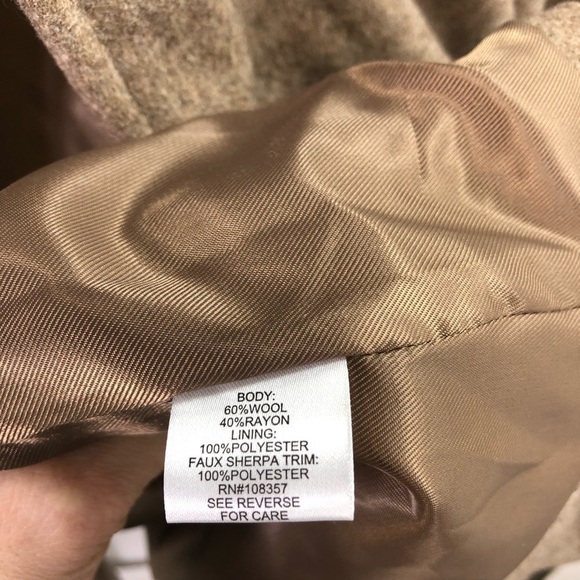 BODY:
60%WOOL
40%RAYON
LINING:
100%POLYESTER
FAUX SHERPA TRIM:
100%POLYESTER
RN#108357
SEE REVERSE
FOR CARE